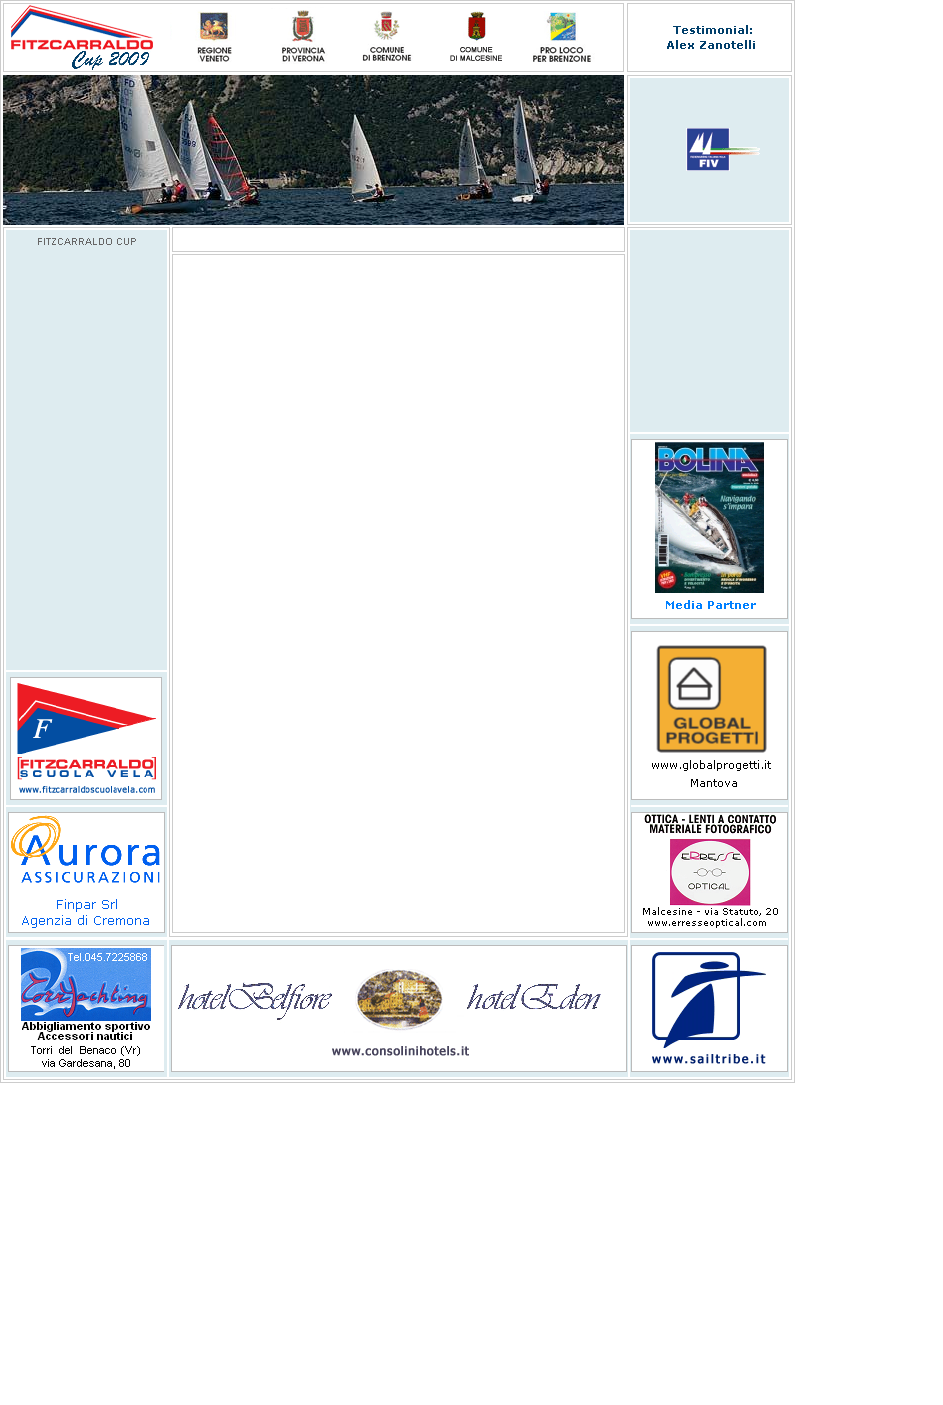 FITZCARRALDO
Cup 2009
REGIONE
VENETO
PROVINCIA
DI VERONA
COMUNE
DI BRENZONE
COMUNE
DI MALCESINE
PRO LOCO
PER BRENZONE
Testimonial:
Alex Zanotelli
FIV
FITZCARRALDO CUP
BOLINA
Navigando
s'impara
Media Partner
GLOBAL
PROGETTI
www.globalprogetti.it
Mantova
F
FITZCARRALDO
SCUOLA VELA
www.fitzcarraldoscuolavela.com
Aurora
ASSICURAZIONI
Finpar Srl
Agenzia di Cremona
OTTICA - LENTI A CONTATTO
MATERIALE FOTOGRAFICO
ERRESSE
OPTICAL
Malcesine - via Statuto, 20
www.erresseoptical.com
Tel.045.7225868
Abbigliamento sportivo
Accessori nautici
Torri del Benaco (Vr)
via Gardesana, 80
hotel Belfiore
hotel Eden
www.consolinihotels.it
www.sailtribe.it